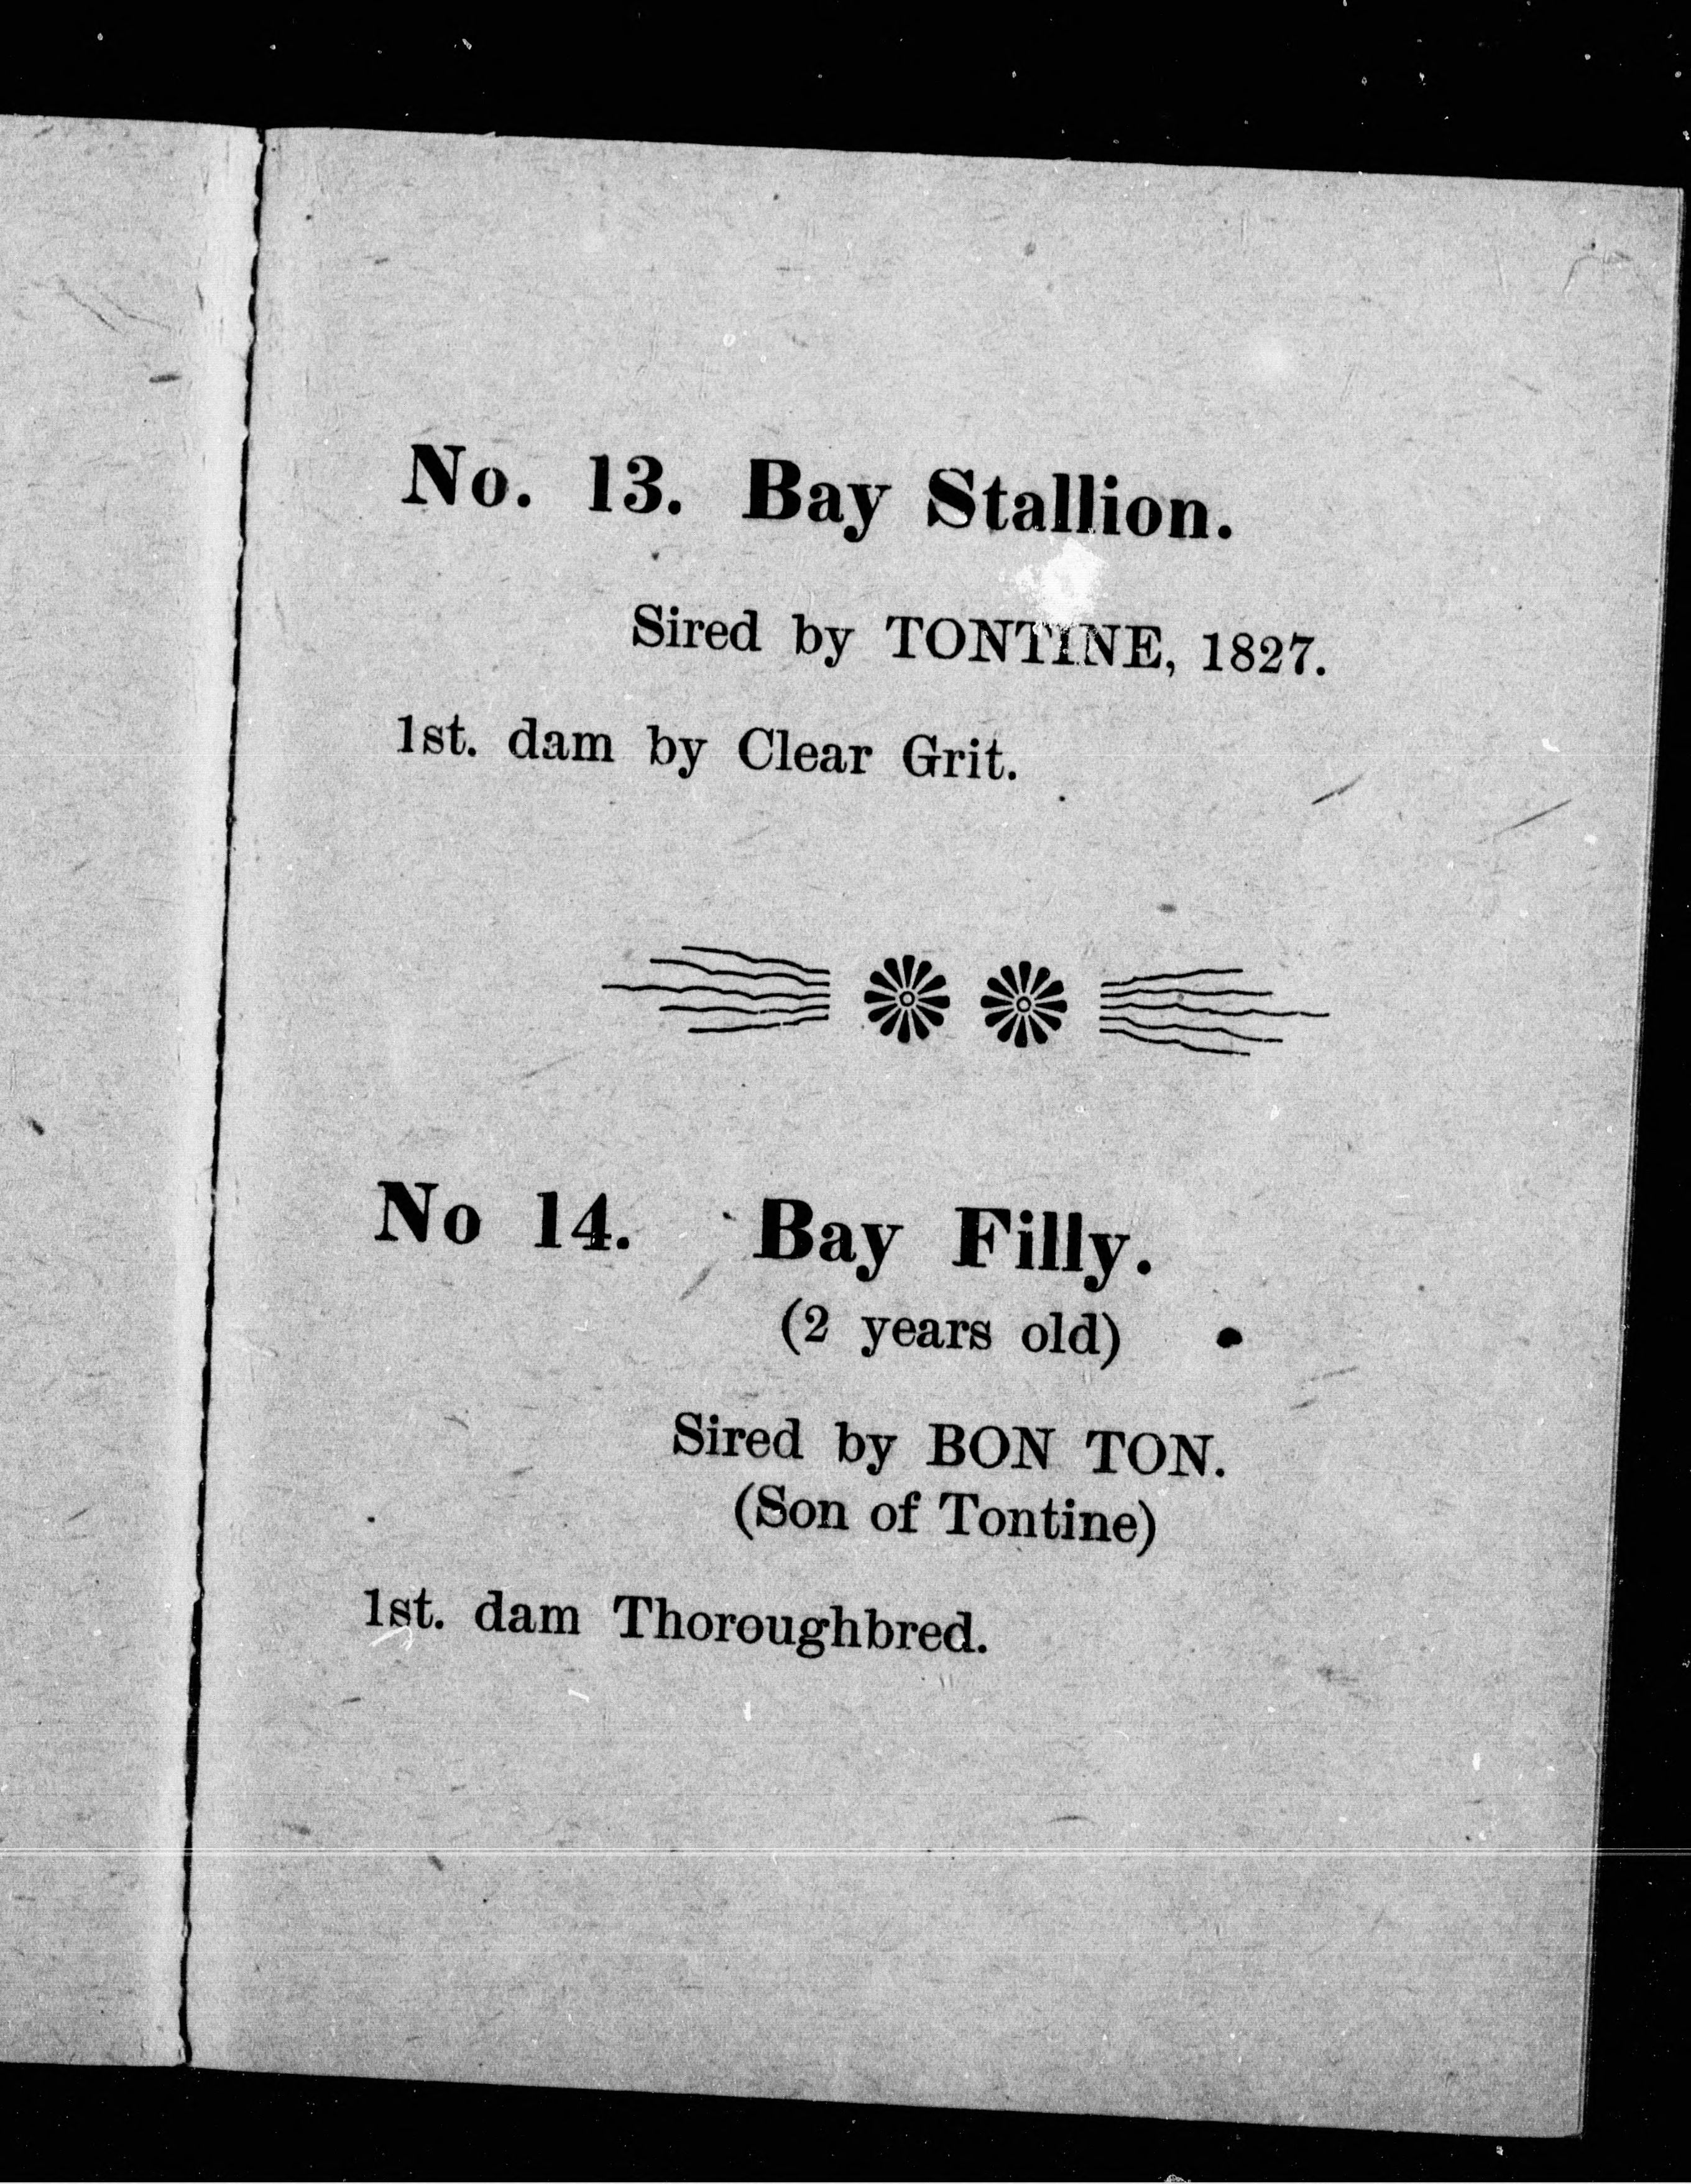 No. 13. Bay Stallion.
Sired by TONTINE, 1827.
1st. dam by Clear Grit.
No 14. Bay Filly.
(2 years old)
Sired by BON TON.
(Son of Tontine)
1st. dam Thoroughbred.